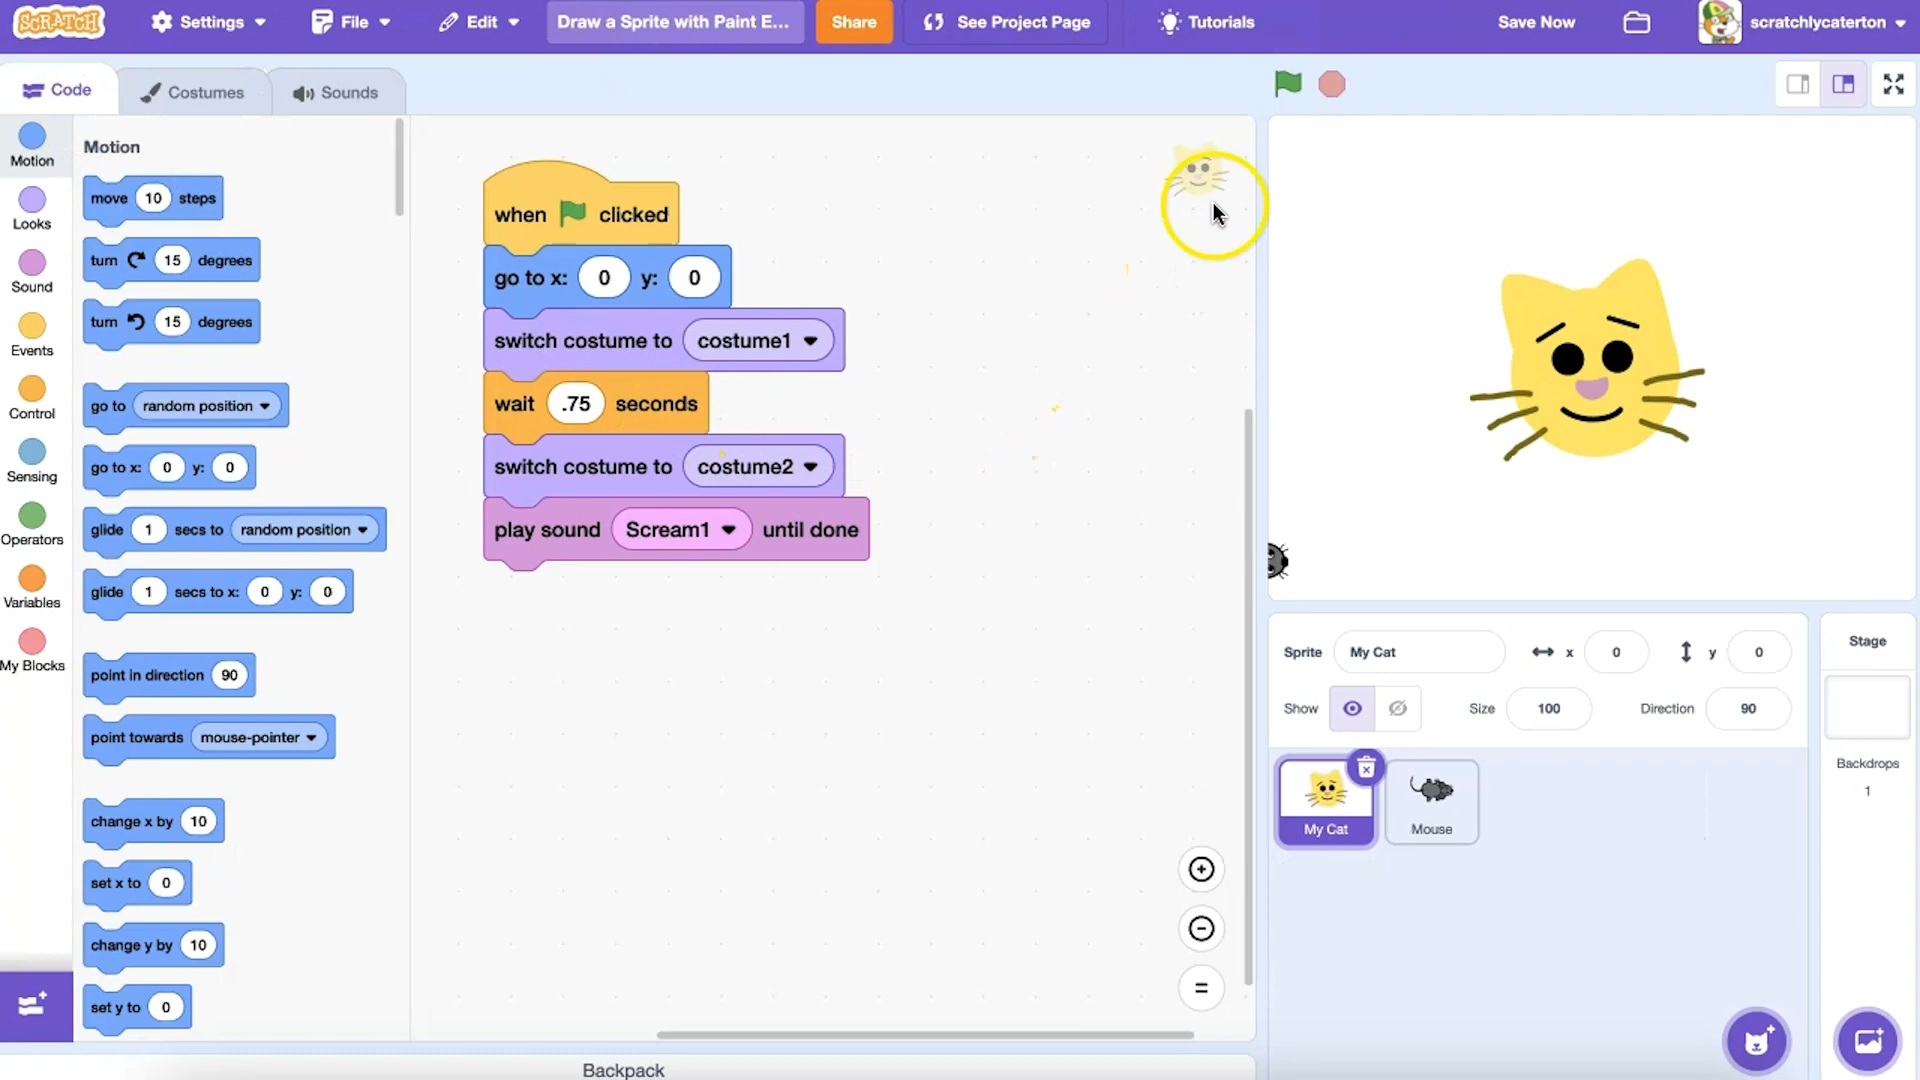 SCRATCH Settings File Edit Draw a Sprite with Paint E... Share See Project Page Tutorials Save Now scratchlycaterton
Code Costumes Sounds
Motion
Looks
Sound
Events
Control
Sensing
Operators
Variables
My Blocks
Motion
move 10 steps
turn 15 degrees
turn 15 degrees
go to random position
go to x: 0 y: 0
glide 1 secs to random position
glide 1 secs to x: 0 y: 0
point in direction 90
point towards mouse-pointer
change x by 10
set x to 0
change y by 10
set y to 0
when clicked
go to x: 0 y: 0
switch costume to costume1
wait .75 seconds
switch costume to costume2
play sound Scream1 until done
Backpack
Sprite My Cat x 0 y 0
Show Size 100 Direction 90
My Cat Mouse
Stage
Backdrops
1